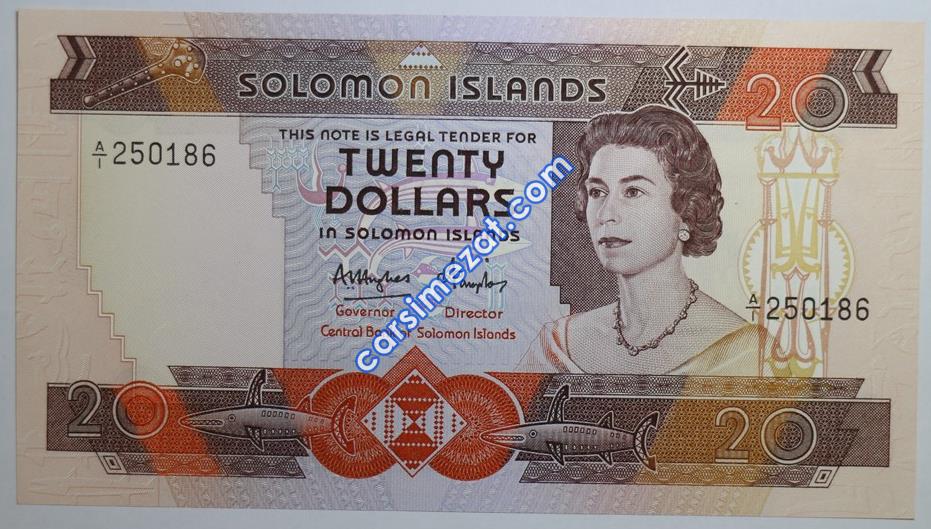 SOLOMON ISLANDS
20
THIS NOTE IS LEGAL TENDER FOR
TWENTY
DOLLARS
IN SOLOMON ISLANDS
A/1 250186
Governor Director
Central Bank of Solomon Islands
A/1 250186
20
20
carsimezat.com